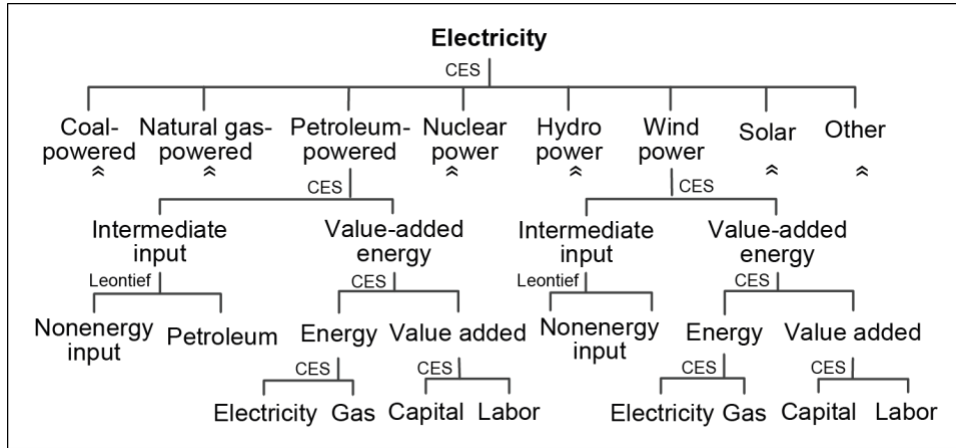 Electricity
CES
Coal- Natural gas- Petroleum- Nuclear Hydro Wind Solar Other
powered powered powered power power power
CES CES
Intermediate Value-added Intermediate Value-added
input energy input energy
Leontief CES Leontief CES
Nonenergy Petroleum Energy Value added Nonenergy Energy Value added
input input
CES CES CES CES
Electricity Gas Capital Labor Electricity Gas Capital Labor